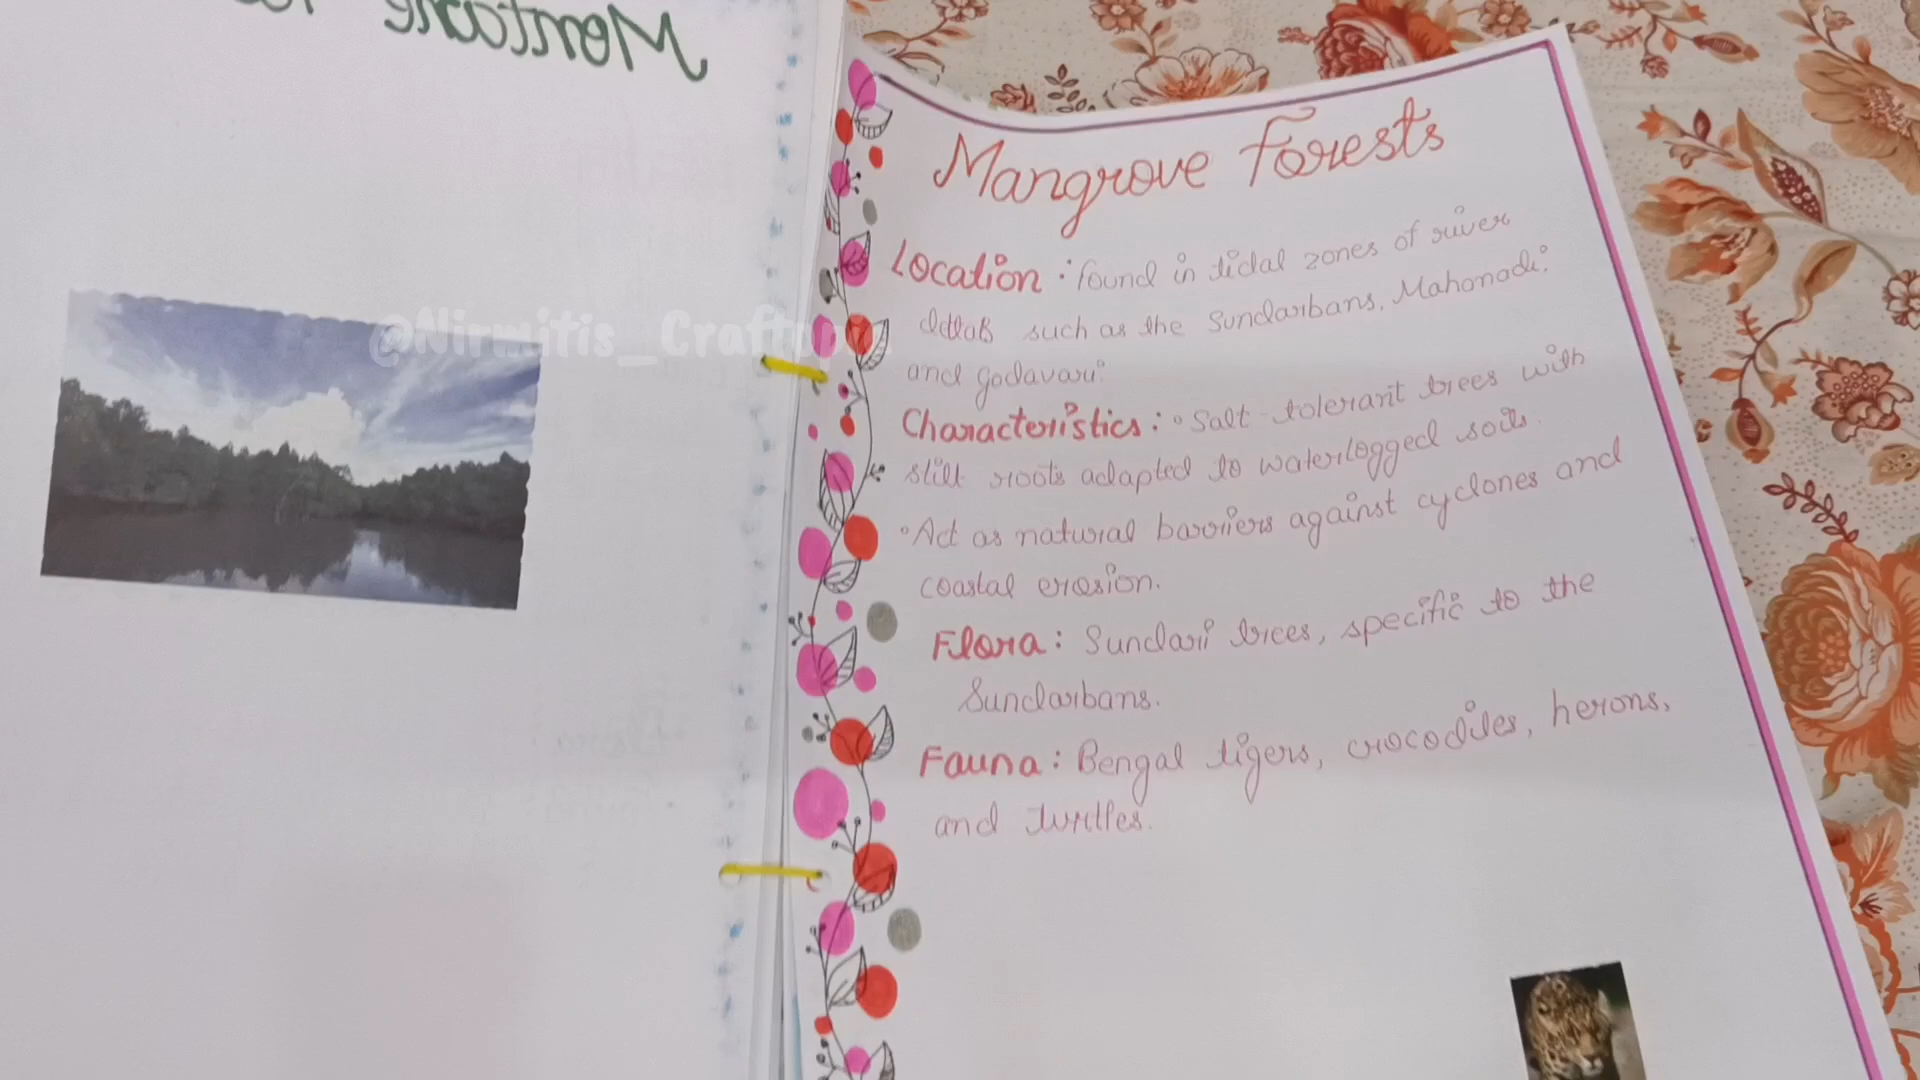 Montane
@Nirmitis_Craft
Mangrove Forests
Location : found in tidal zones of river
such as the Sundarbans, Mahanadi,
and godavari.
Characteristics : Salt-tolerant trees with
stilt roots adapted to waterlogged soils.
Act as natural barriers against cyclones and
coastal erosion.
Flora : Sundari trees, specific to the
Sundarbans.
Fauna : Bengal tigers, crocodiles, herons,
and turtles.